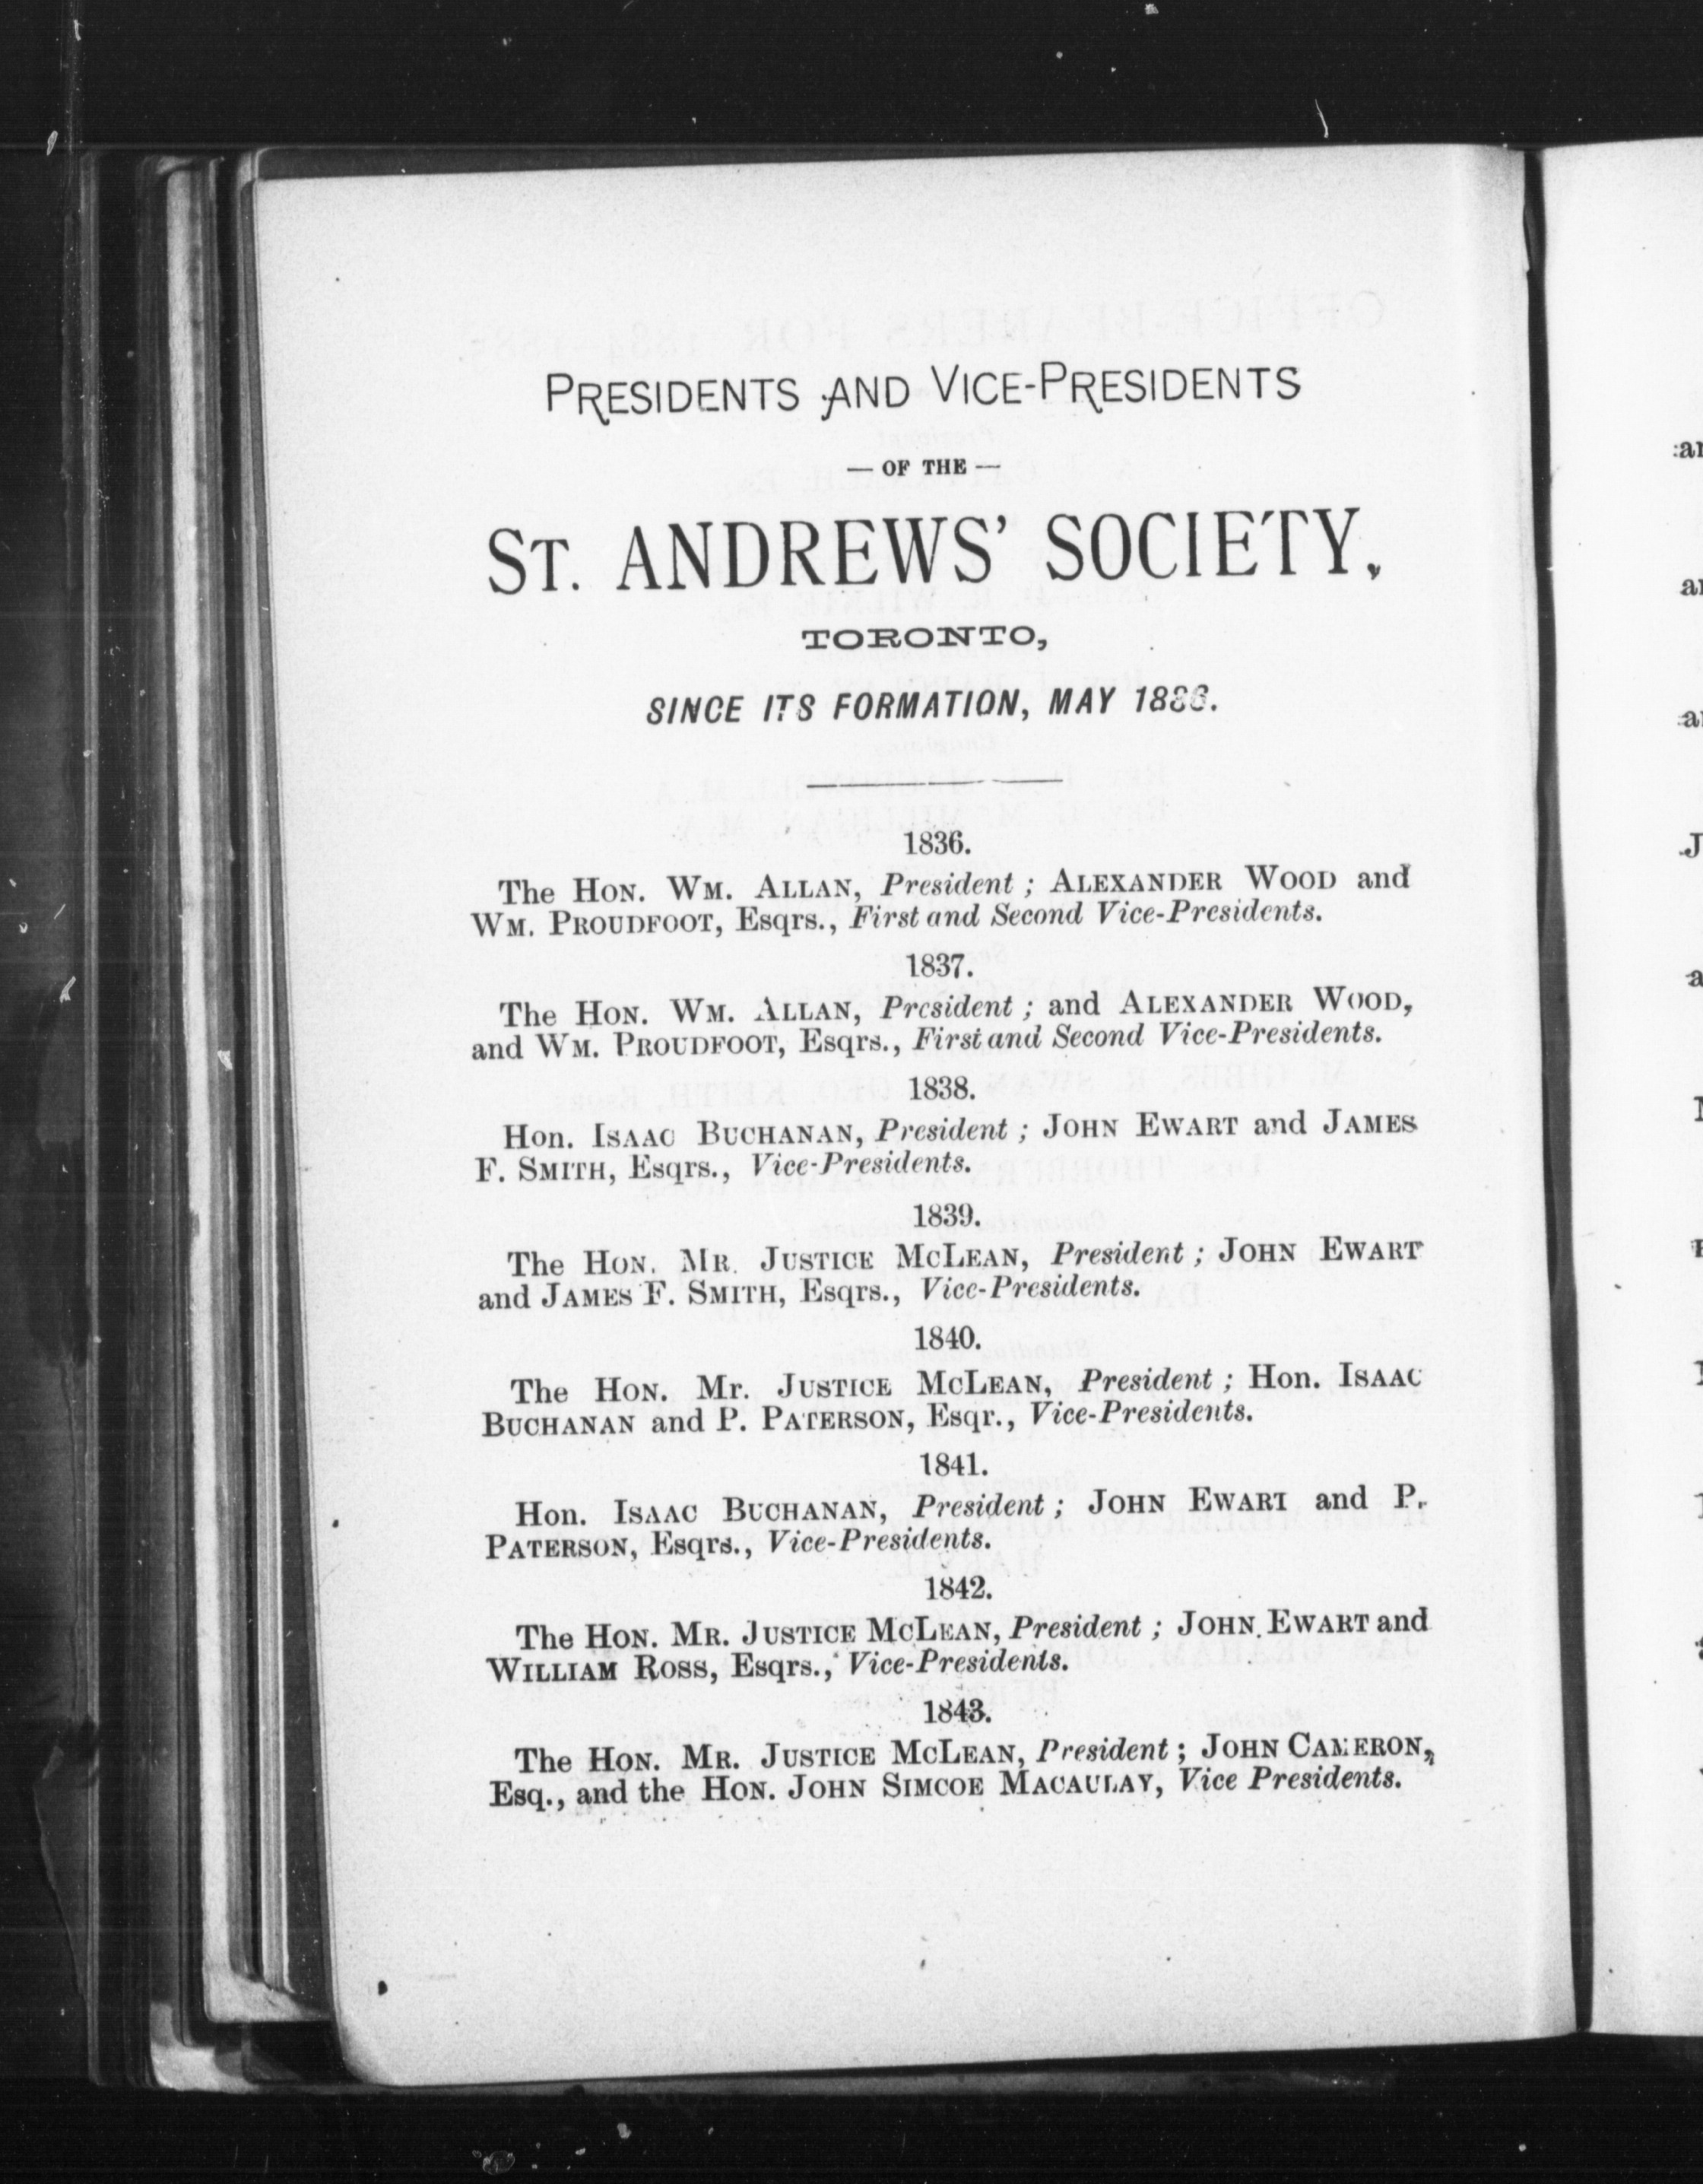 PRESIDENTS AND VICE-PRESIDENTS
— OF THE —
ST. ANDREWS' SOCIETY,
TORONTO,
SINCE ITS FORMATION, MAY 1836.
1836.
The HON. WM. ALLAN, President ; ALEXANDER WOOD and
WM. PROUDFOOT, Esqrs., First and Second Vice-Presidents.
1837.
The HON. WM. ALLAN, President ; and ALEXANDER WOOD,
and WM. PROUDFOOT, Esqrs., First and Second Vice-Presidents.
1838.
Hon. ISAAC BUCHANAN, President ; JOHN EWART and JAMES
F. SMITH, Esqrs., Vice-Presidents.
1839.
The HON. MR. JUSTICE MCLEAN, President ; JOHN EWART
and JAMES F. SMITH, Esqrs., Vice-Presidents.
1840.
The HON. Mr. JUSTICE MCLEAN, President ; Hon. ISAAC
BUCHANAN and P. PATERSON, Esqr., Vice-Presidents.
1841.
Hon. ISAAC BUCHANAN, President ; JOHN EWART and P.
PATERSON, Esqrs., Vice-Presidents.
1842.
The HON. MR. JUSTICE MCLEAN, President ; JOHN EWART and
WILLIAM ROSS, Esqrs., Vice-Presidents.
1843.
The HON. MR. JUSTICE MCLEAN, President ; JOHN CAMERON,
Esq., and the HON. JOHN SIMCOE MACAULAY, Vice Presidents.